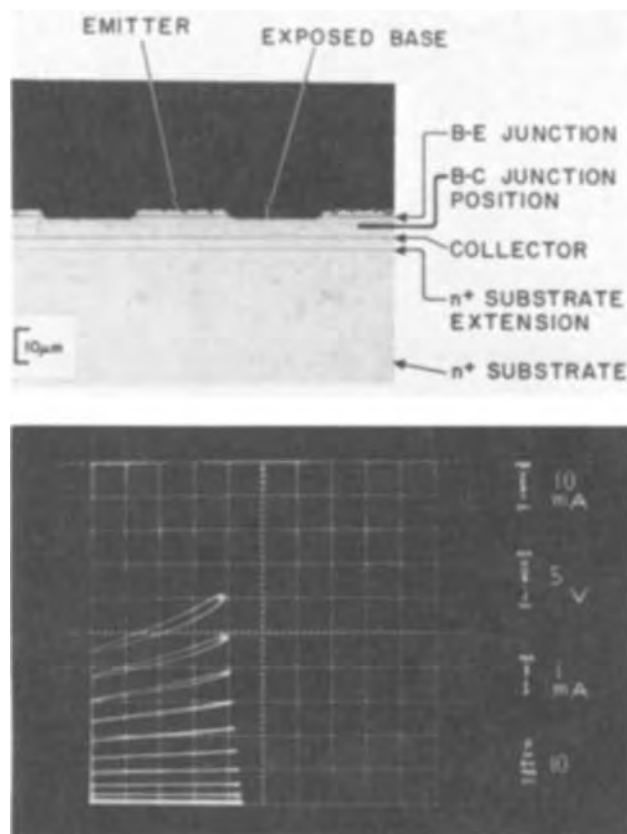 EMITTER
EXPOSED BASE
B-E JUNCTION
B-C JUNCTION
POSITION
COLLECTOR
n+ SUBSTRATE
EXTENSION
10μm
n+ SUBSTRATE
10
mA
5
V
1
mA
10